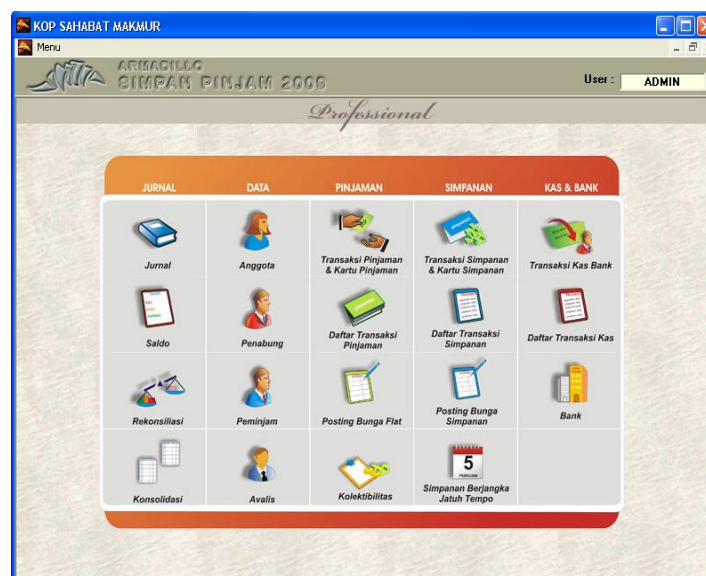 KOP SAHABAT MAKMUR
Menu
ARMADILLO
SIMPAN PINJAM 2009
User :
ADMIN
Professional
JURNAL
DATA
PINJAMAN
SIMPANAN
KAS & BANK
Jurnal
Anggota
Transaksi Pinjaman
& Kartu Pinjaman
Transaksi Simpanan
& Kartu Simpanan
Transaksi Kas Bank
Saldo
Penabung
Daftar Transaksi
Pinjaman
Daftar Transaksi
Simpanan
Daftar Transaksi Kas
Rekonsiliasi
Peminjam
Posting Bunga Flat
Posting Bunga
Simpanan
Bank
Konsolidasi
Avalis
Kolektibilitas
5
Simpanan Berjangka
Jatuh Tempo